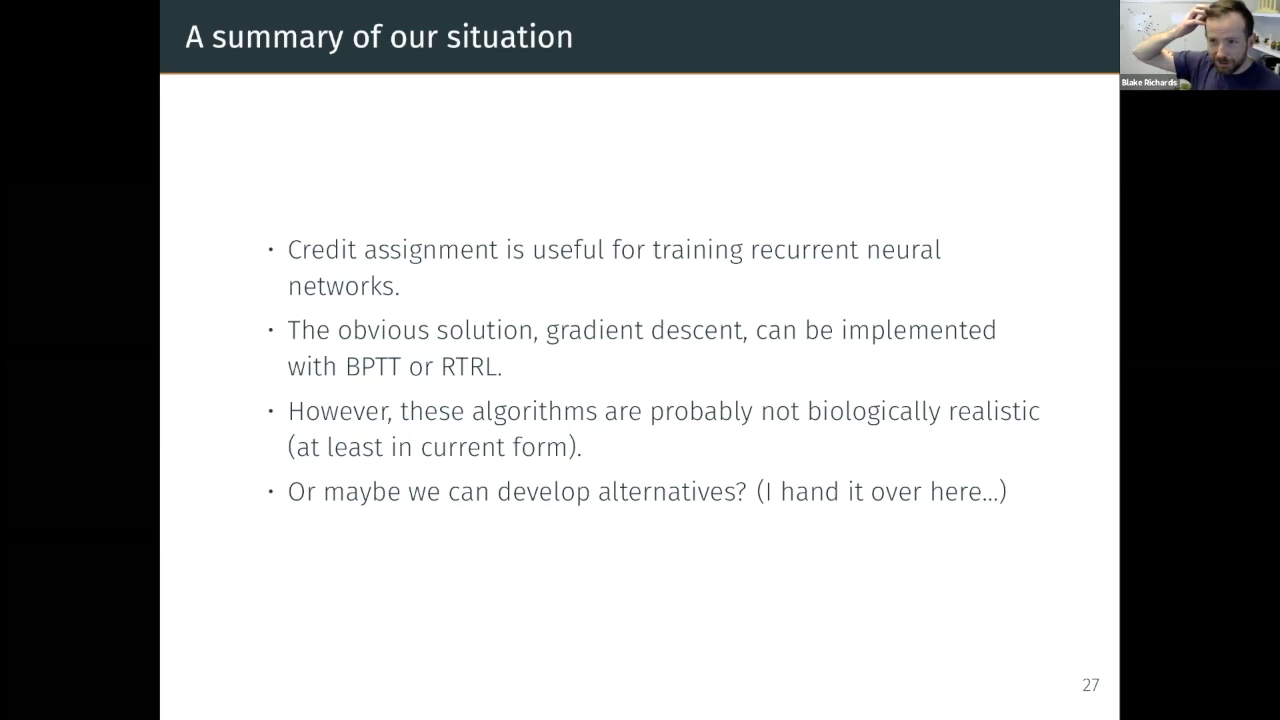 A summary of our situation
Blake Richards
· Credit assignment is useful for training recurrent neural
networks.
· The obvious solution, gradient descent, can be implemented
with BPTT or RTRL.
· However, these algorithms are probably not biologically realistic
(at least in current form).
· Or maybe we can develop alternatives? (I hand it over here...)
27